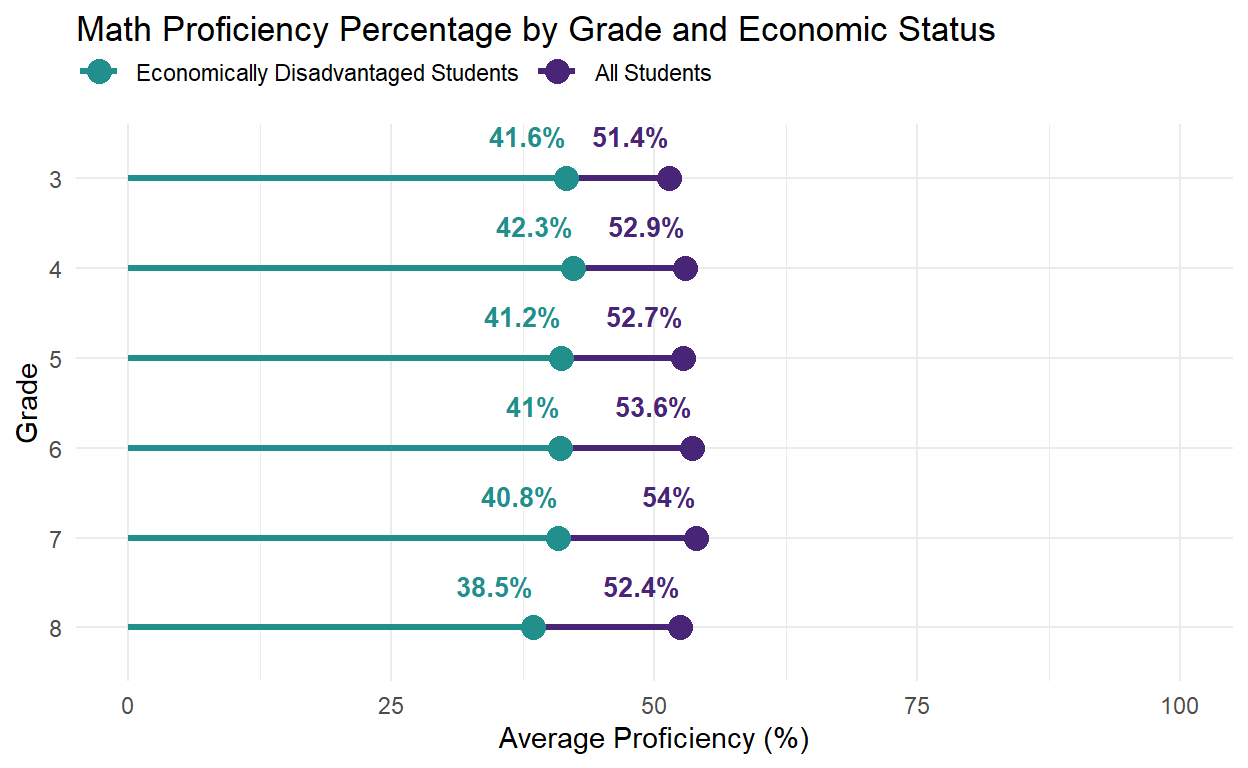 Math Proficiency Percentage by Grade and Economic Status
Economically Disadvantaged Students All Students
41.6% 51.4%
3
42.3% 52.9%
4
41.2% 52.7%
5
Grade
41% 53.6%
6
40.8% 54%
7
38.5% 52.4%
8
0 25 50 75 100
Average Proficiency (%)